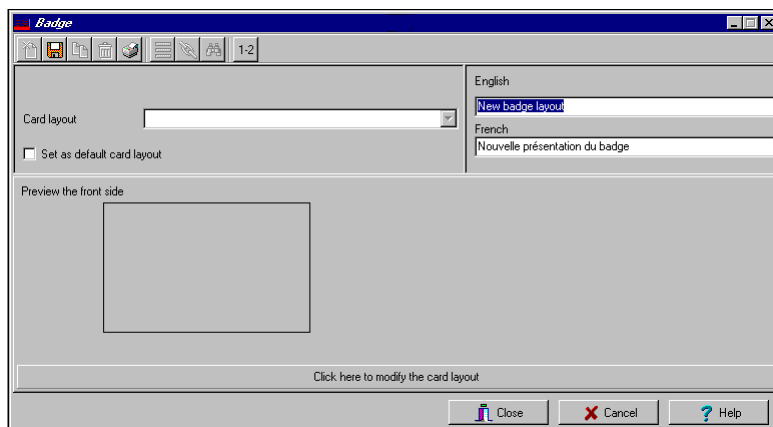 Badge
1-2
English
New badge layout
Card layout
French
Nouvelle présentation du badge
Set as default card layout
Preview the front side
Click here to modify the card layout
Close Cancel Help